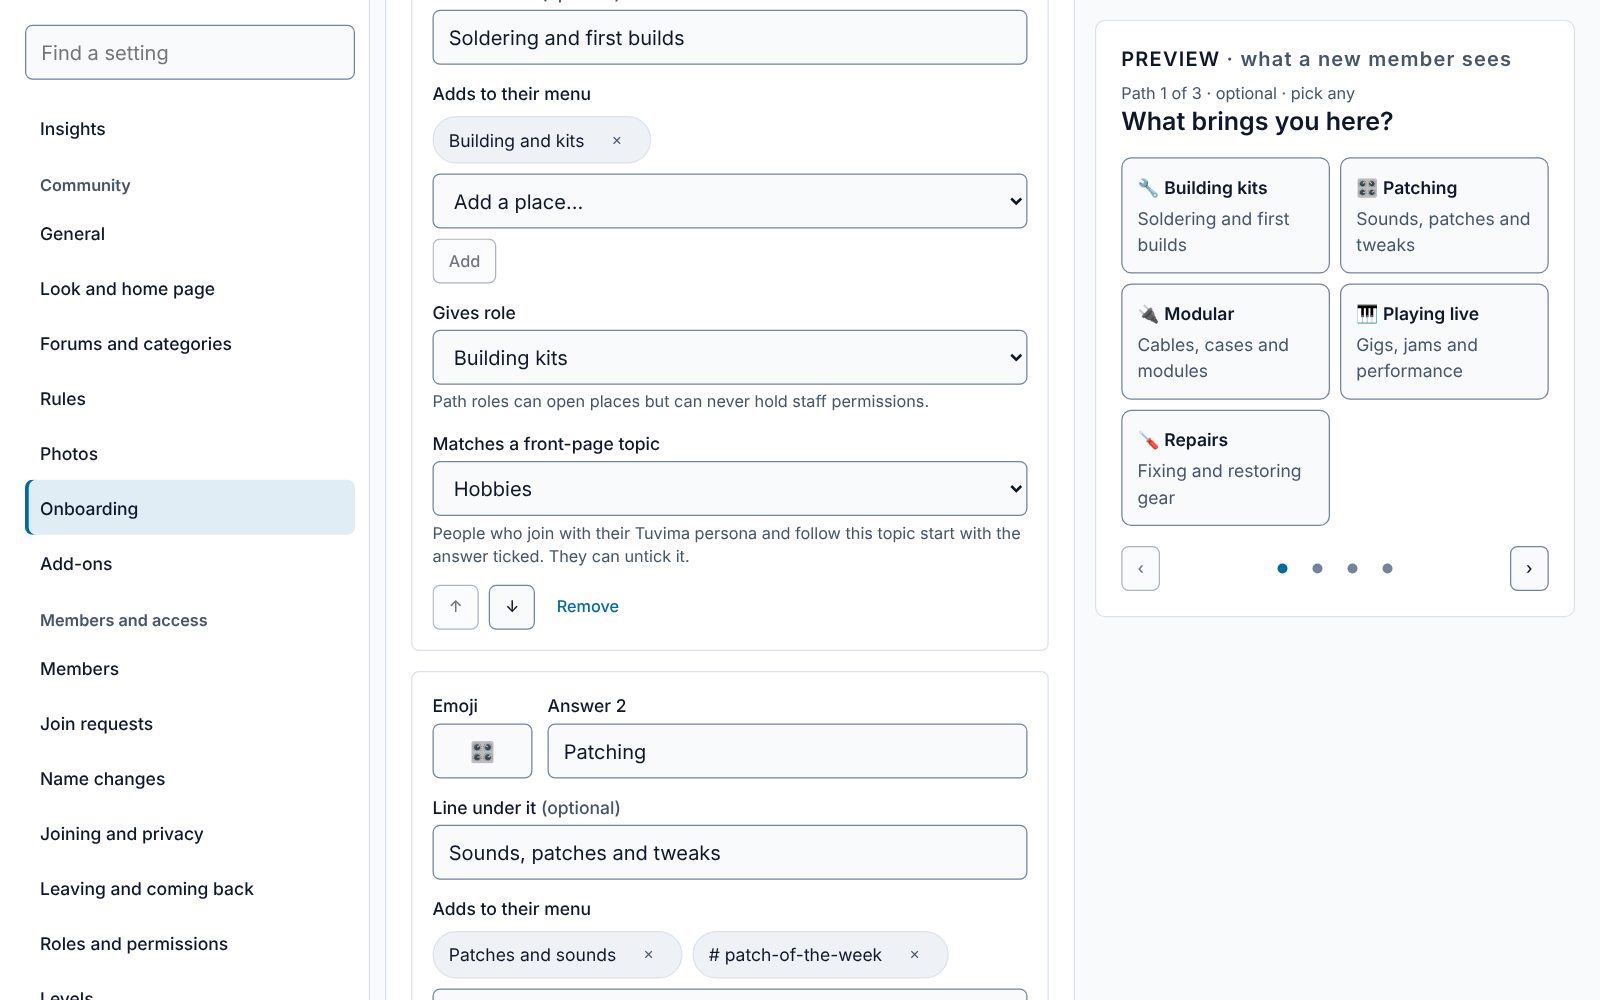 Find a setting
Insights
Community
General
Look and home page
Forums and categories
Rules
Photos
Onboarding
Add-ons
Members and access
Members
Join requests
Name changes
Joining and privacy
Leaving and coming back
Roles and permissions
Levels
Soldering and first builds
Adds to their menu
Building and kits ×
Add a place...
Add
Gives role
Building kits
Path roles can open places but can never hold staff permissions.
Matches a front-page topic
Hobbies
People who join with their Tuvima persona and follow this topic start with the
answer ticked. They can untick it.
↑ ↓ Remove
Emoji Answer 2
Patching
Line under it (optional)
Sounds, patches and tweaks
Adds to their menu
Patches and sounds × # patch-of-the-week ×
PREVIEW · what a new member sees
Path 1 of 3 · optional · pick any
What brings you here?
Building kits
Soldering and first
builds
Patching
Sounds, patches and
tweaks
Modular
Cables, cases and
modules
Playing live
Gigs, jams and
performance
Repairs
Fixing and restoring
gear
‹ ›